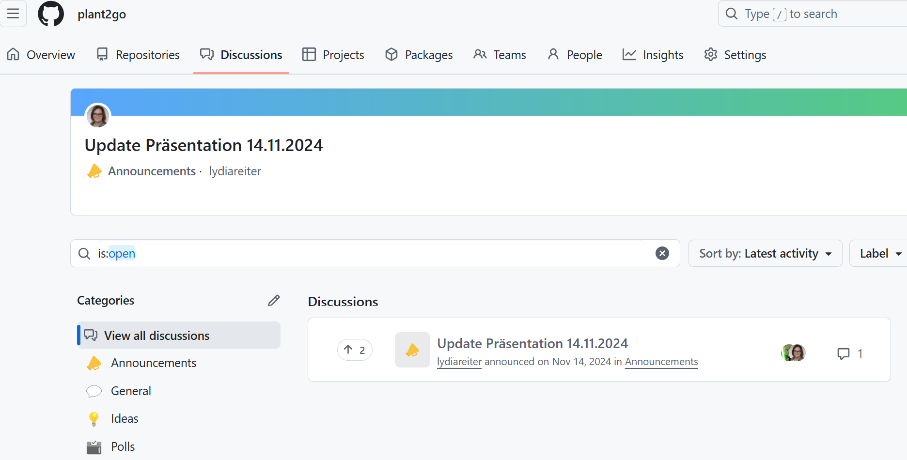 plant2go
Type / to search
Overview Repositories Discussions Projects Packages Teams People Insights Settings
Update Präsentation 14.11.2024
Announcements · lydiareiter
is:open
Sort by: Latest activity
Label
Categories
View all discussions
Announcements
General
Ideas
Polls
Discussions
2
Update Präsentation 14.11.2024
lydiareiter announced on Nov 14, 2024 in Announcements
1